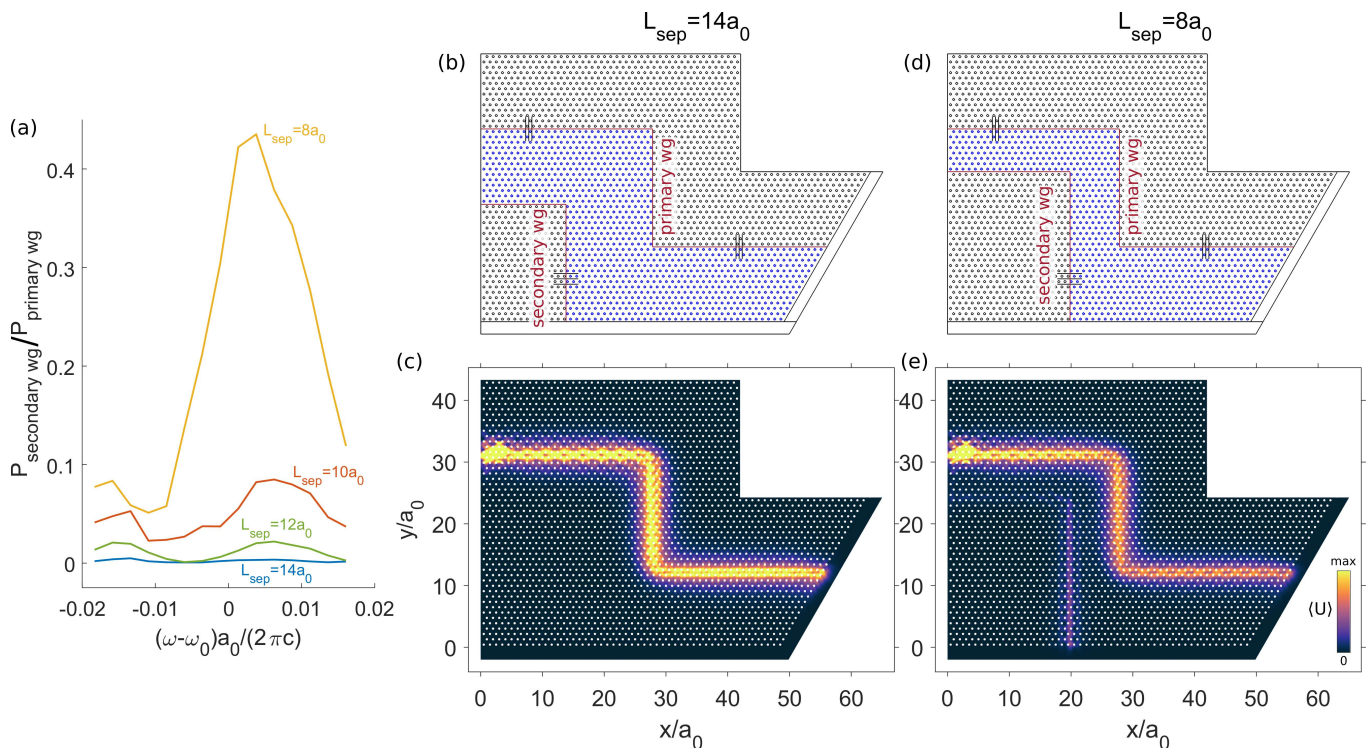 L_sep=14a_0
L_sep=8a_0
(a)
P_secondary wg/P_primary wg
0.4
0.3
0.2
0.1
0
L_sep=8a_0
L_sep=10a_0
L_sep=12a_0
L_sep=14a_0
-0.02
-0.01
0
0.01
0.02
(ω-ω_0)a_0/(2πc)
(b)
primary wg
secondary wg
(d)
primary wg
secondary wg
(c)
y/a_0
40
30
20
10
0
0
10
20
30
40
50
60
x/a_0
(e)
40
30
20
10
0
0
10
20
30
40
50
60
x/a_0
max
⟨U⟩
0